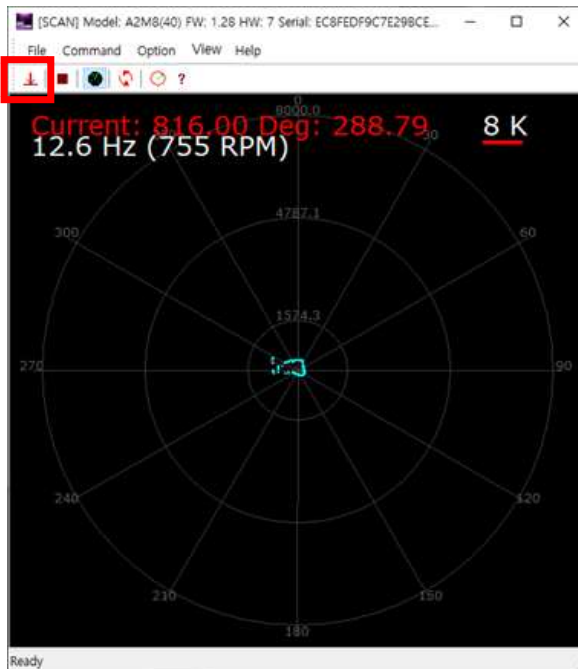 [SCAN] Model: A2M8(40) FW: 1.28 HW: 7 Serial: EC8FEDF9C7E298CE...
File Command Option View Help
?
0
8000.0
Current: 816.00 Deg: 288.79
8 K
30
12.6 Hz (755 RPM)
4787.1
300
60
1574.3
270
90
240
120
210
150
180
Ready